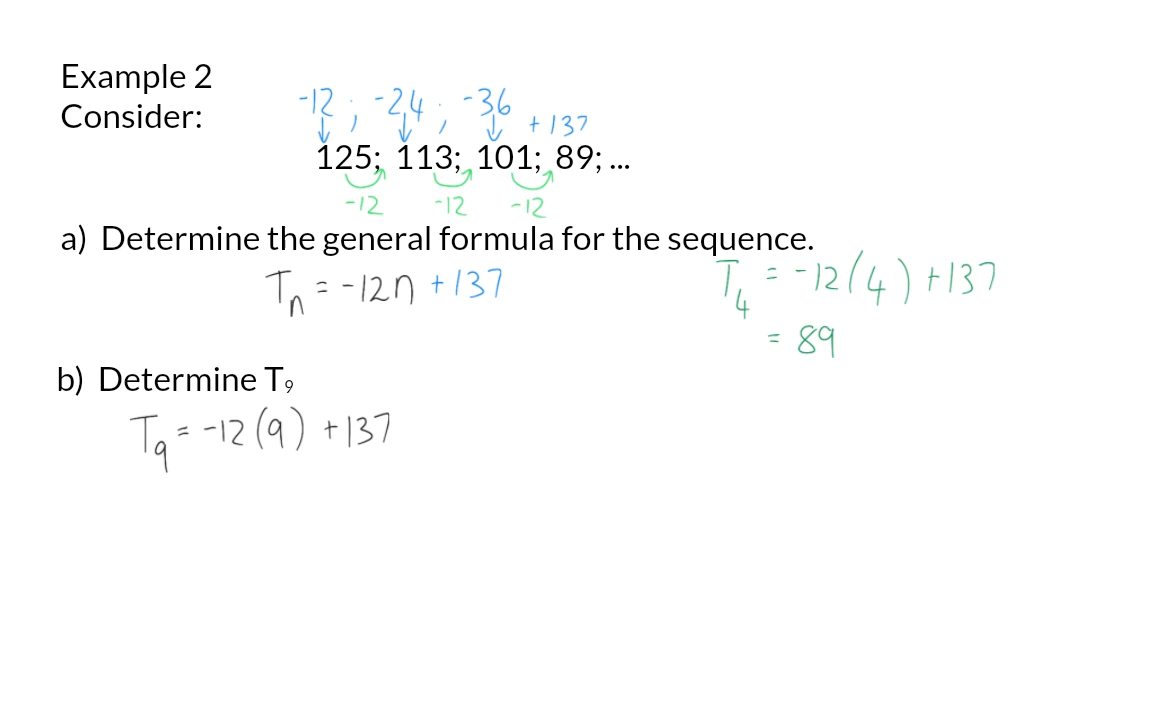 Example 2
Consider:
-12 ; -24 ; -36
+137
125; 113; 101; 89; ...
-12 -12 -12
a) Determine the general formula for the sequence.
Tn = -12n +137
T4 = -12(4) +137
= 89
b) Determine T₉
T9 = -12(9) +137